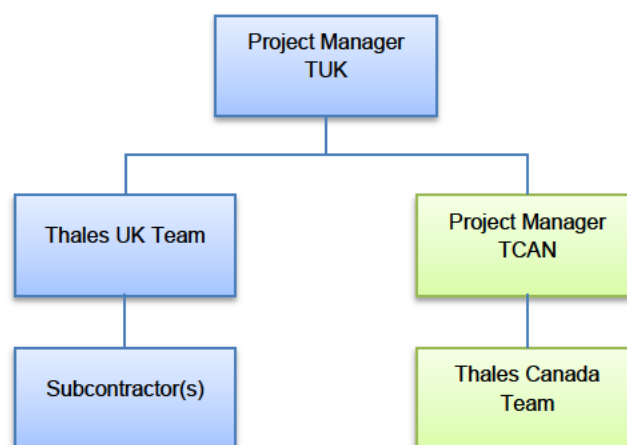 Project Manager
TUK
Thales UK Team
Project Manager
TCAN
Subcontractor(s)
Thales Canada
Team